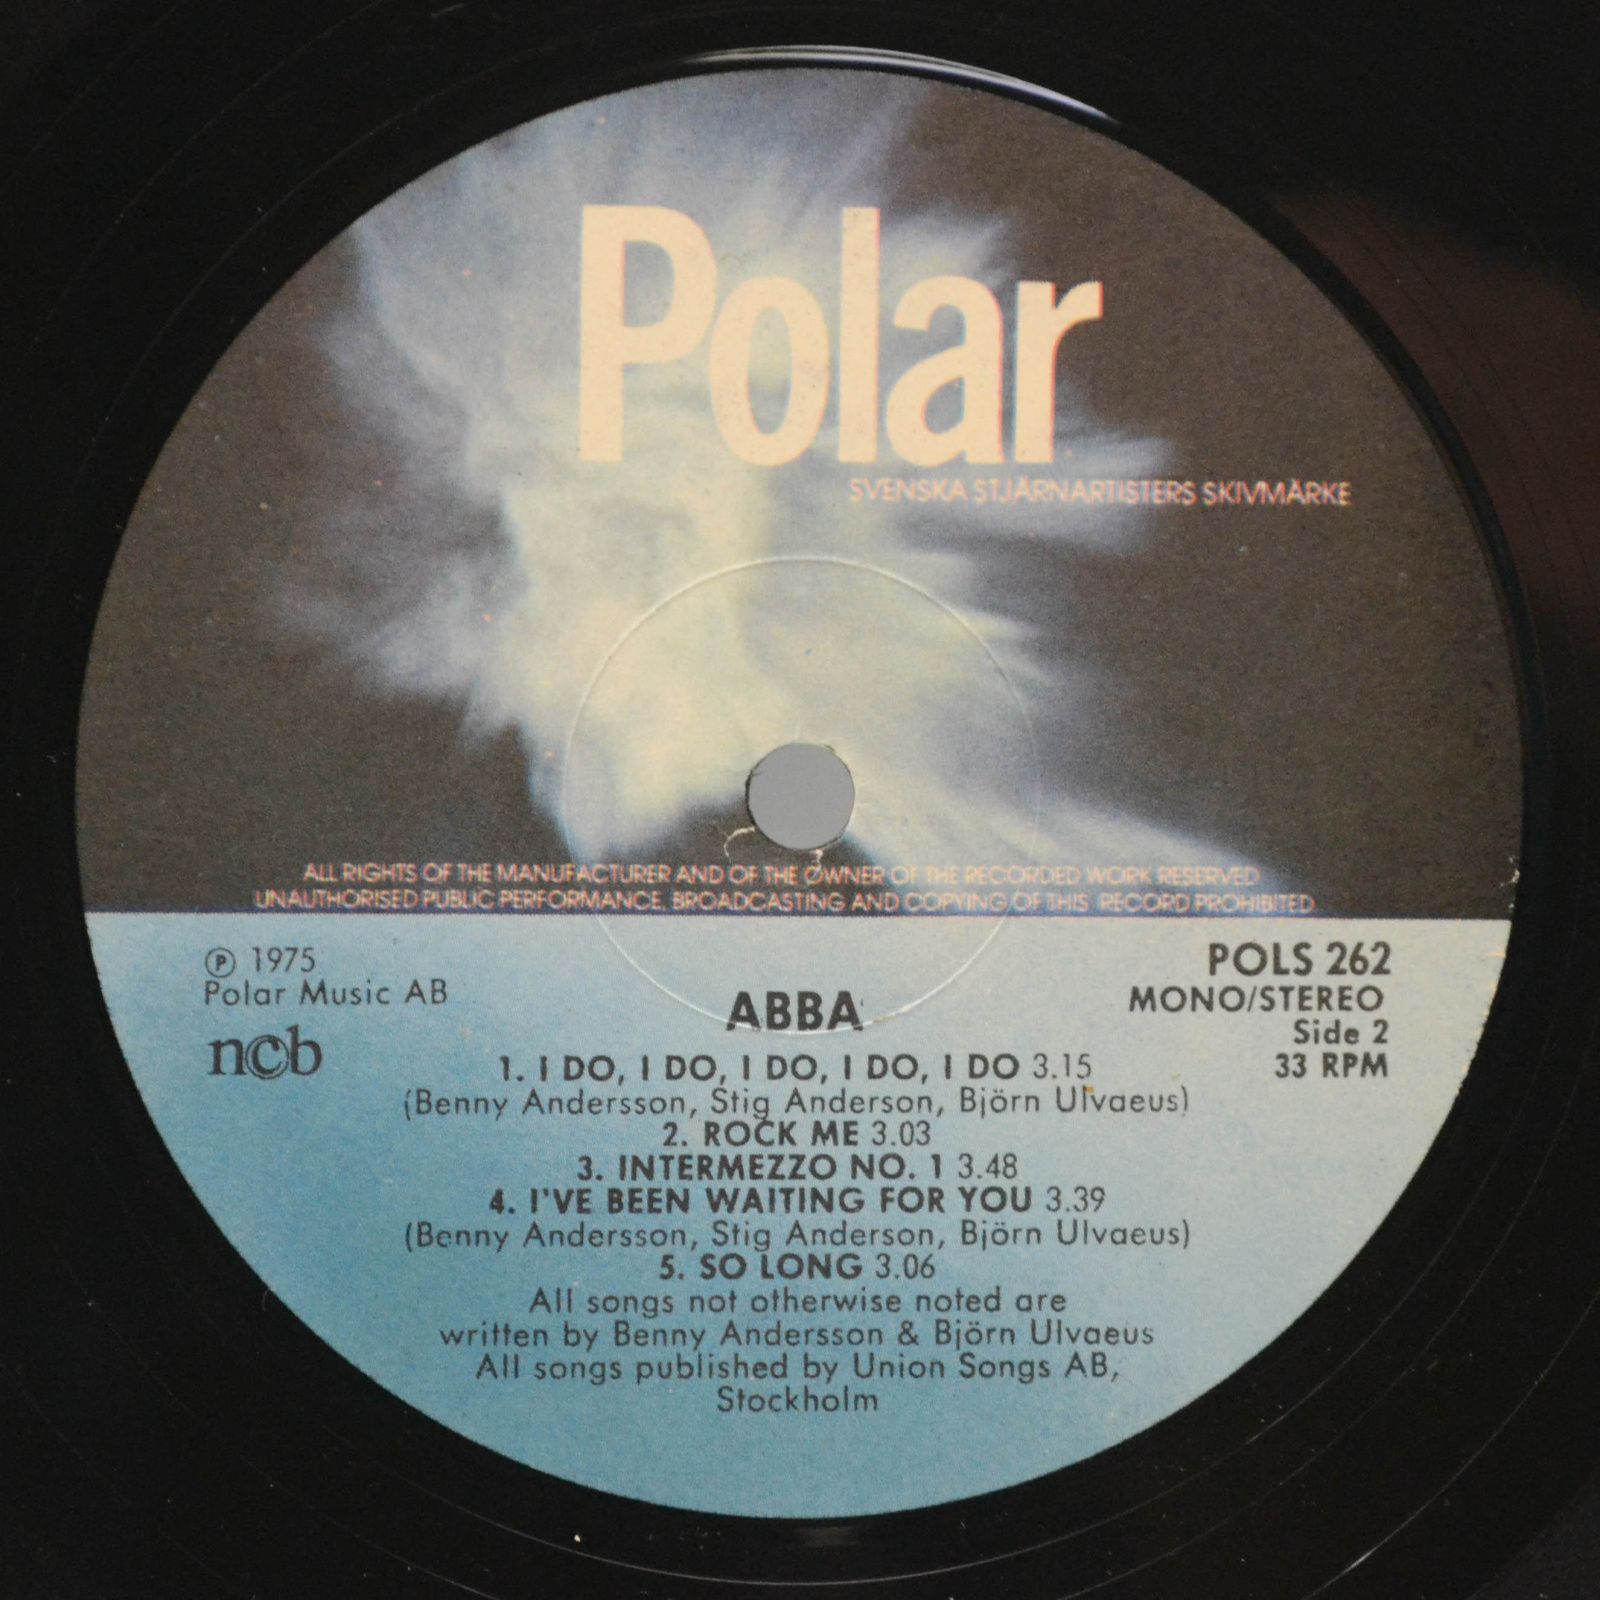 Polar
SVENSKA STJÄRNARTISTERS SKIVMÄRKE
ALL RIGHTS OF THE MANUFACTURER AND OF THE OWNER OF THE RECORDED WORK RESERVED
UNAUTHORISED PUBLIC PERFORMANCE, BROADCASTING AND COPYING OF THIS RECORD PROHIBITED
Ⓟ 1975
Polar Music AB
ncb
POLS 262
MONO/STEREO
Side 2
33 RPM
ABBA
1. I DO, I DO, I DO, I DO, I DO 3.15
(Benny Andersson, Stig Anderson, Björn Ulvaeus)
2. ROCK ME 3.03
3. INTERMEZZO NO. 1 3.48
4. I'VE BEEN WAITING FOR YOU 3.39
(Benny Andersson, Stig Anderson, Björn Ulvaeus)
5. SO LONG 3.06
All songs not otherwise noted are
written by Benny Andersson & Björn Ulvaeus
All songs published by Union Songs AB,
Stockholm